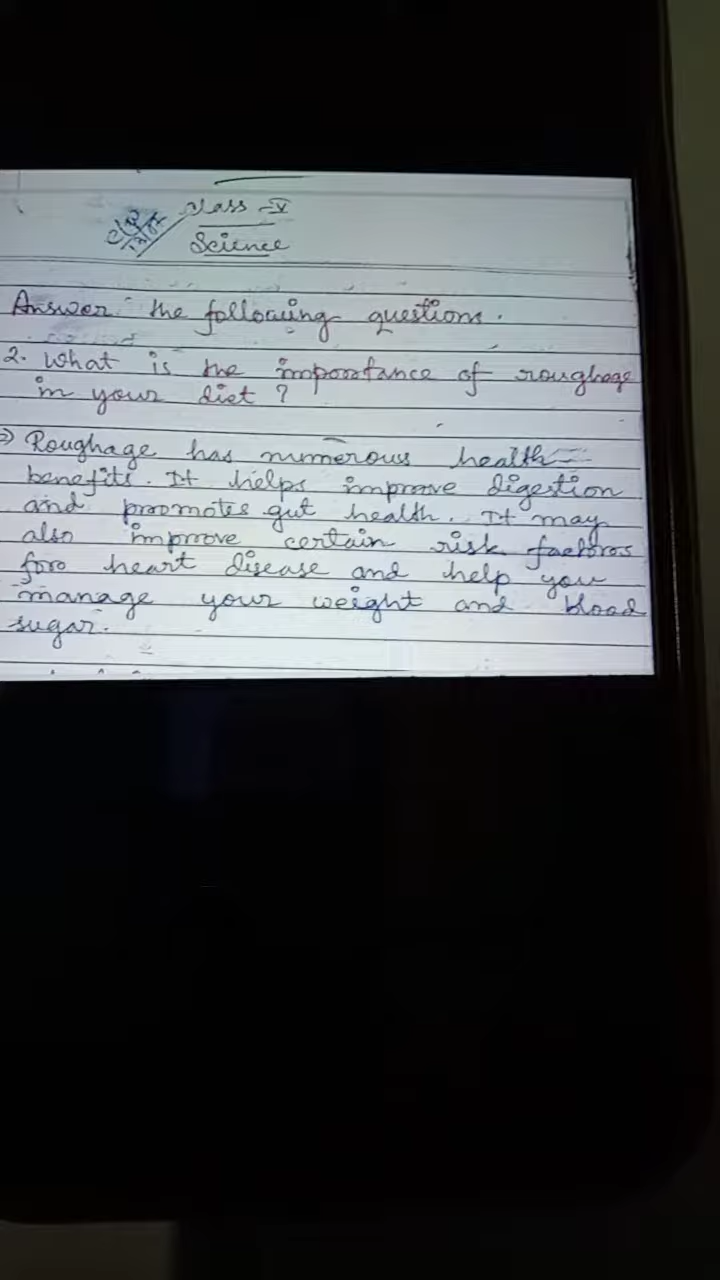 Class - V
Science
Answer the following questions.
2. What is the importance of roughage
in your diet ?
Roughage has numerous health
benefits. It helps improve digestion
and promotes gut health. It may
also improve certain risk factors
for heart disease and help you
manage your weight and blood
sugar.